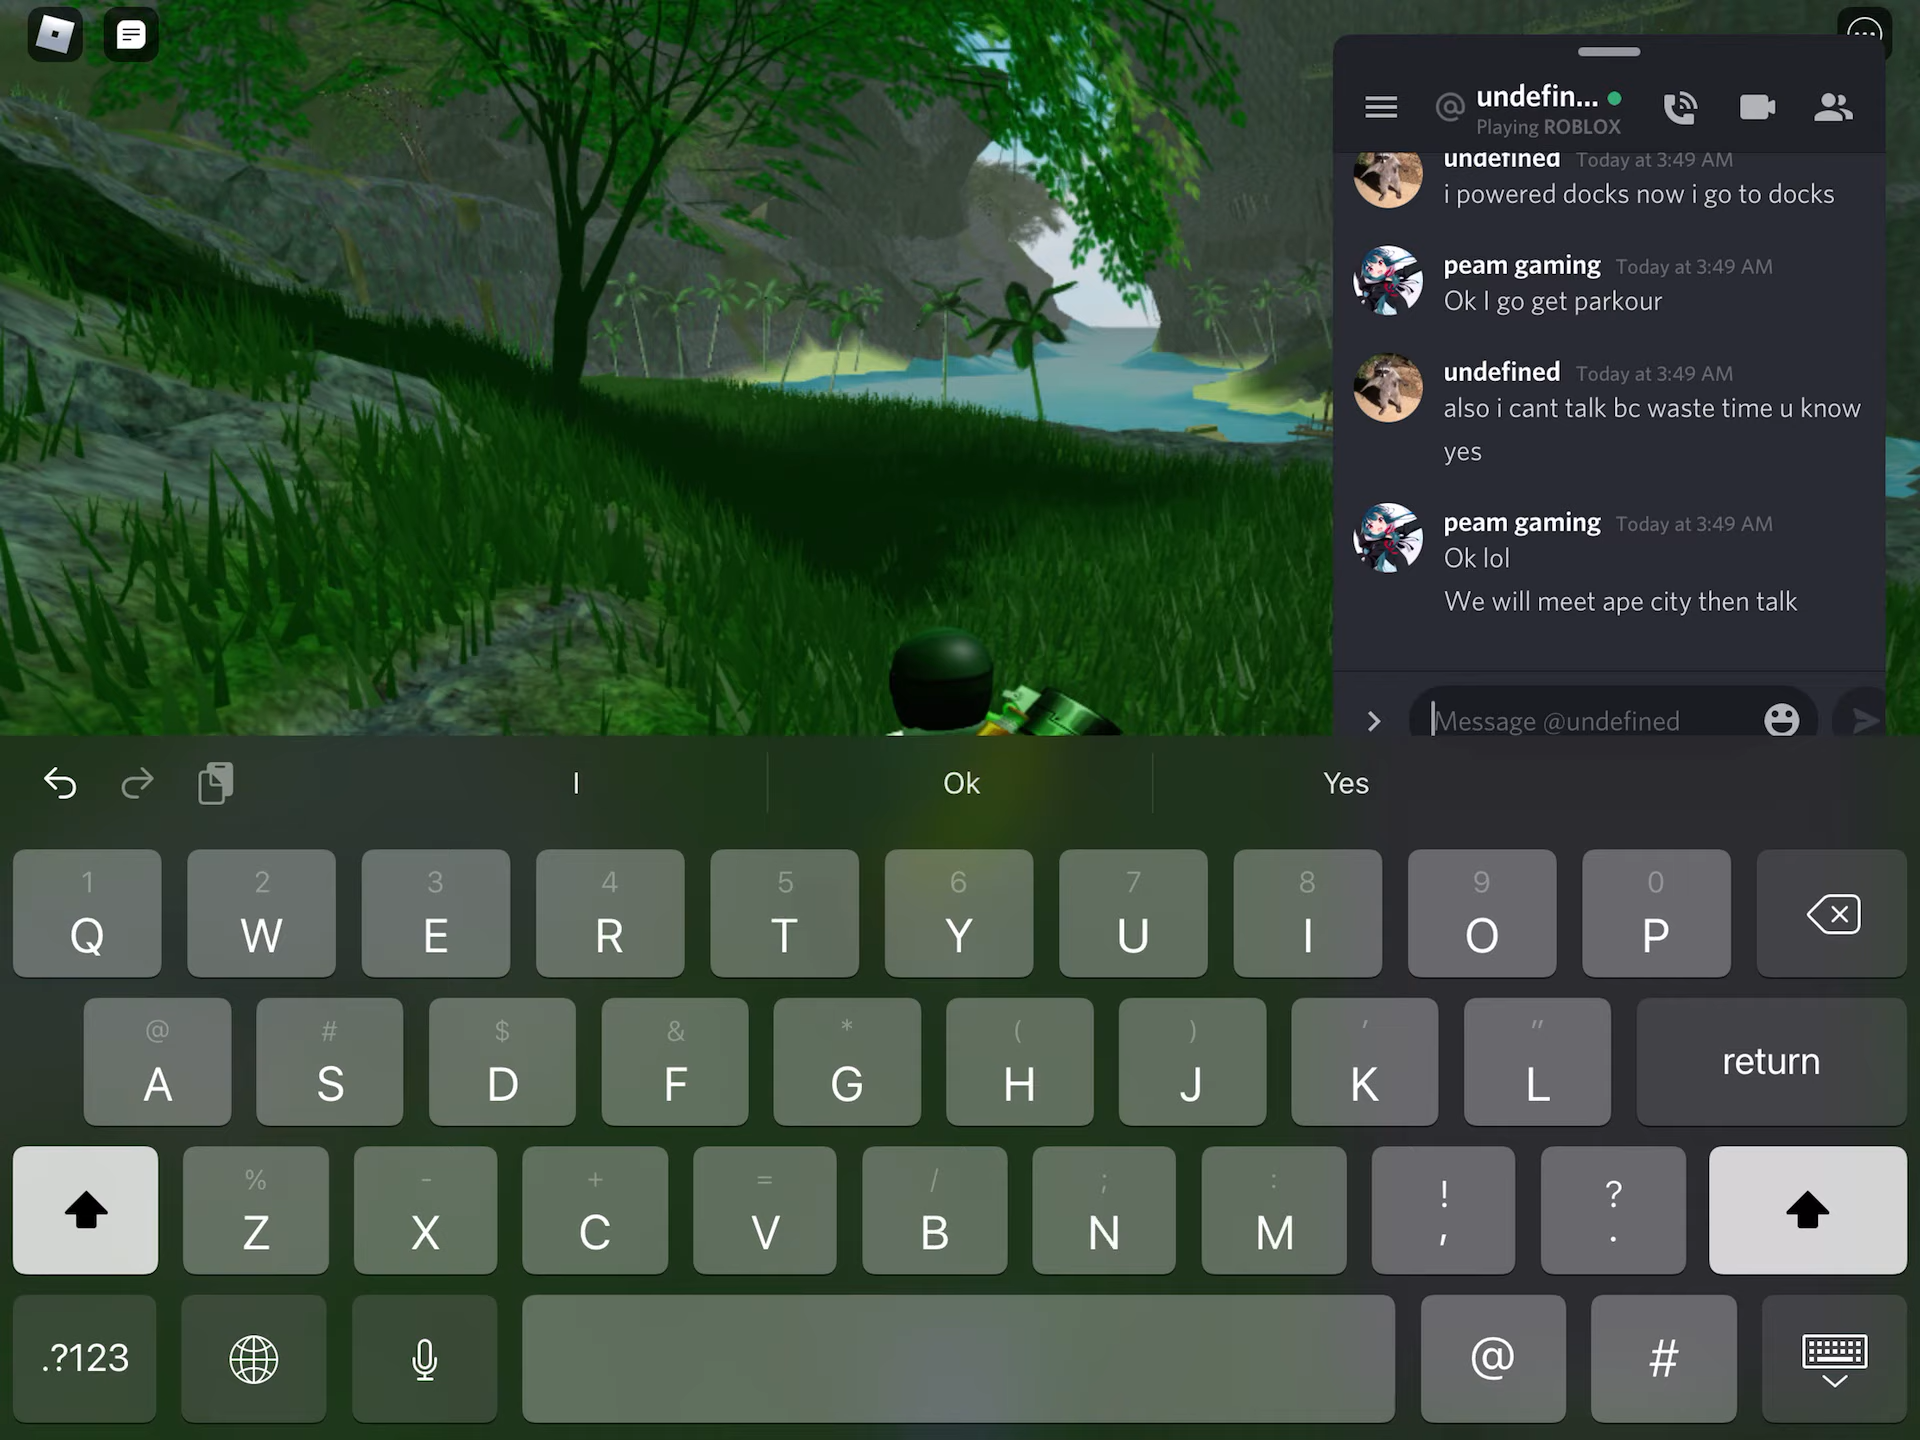 @ undefin...
Playing ROBLOX
undefined Today at 3:49 AM
i powered docks now i go to docks
peam gaming Today at 3:49 AM
Ok I go get parkour
undefined Today at 3:49 AM
also i cant talk bc waste time u know
yes
peam gaming Today at 3:49 AM
Ok lol
We will meet ape city then talk
Message @undefined
I Ok Yes
1 2 3 4 5 6 7 8 9 0
Q W E R T Y U I O P
@ # $ & * ( ) ' "
A S D F G H J K L return
% - + = / ; : ! ?
Z X C V B N M , .
.?123 @ #